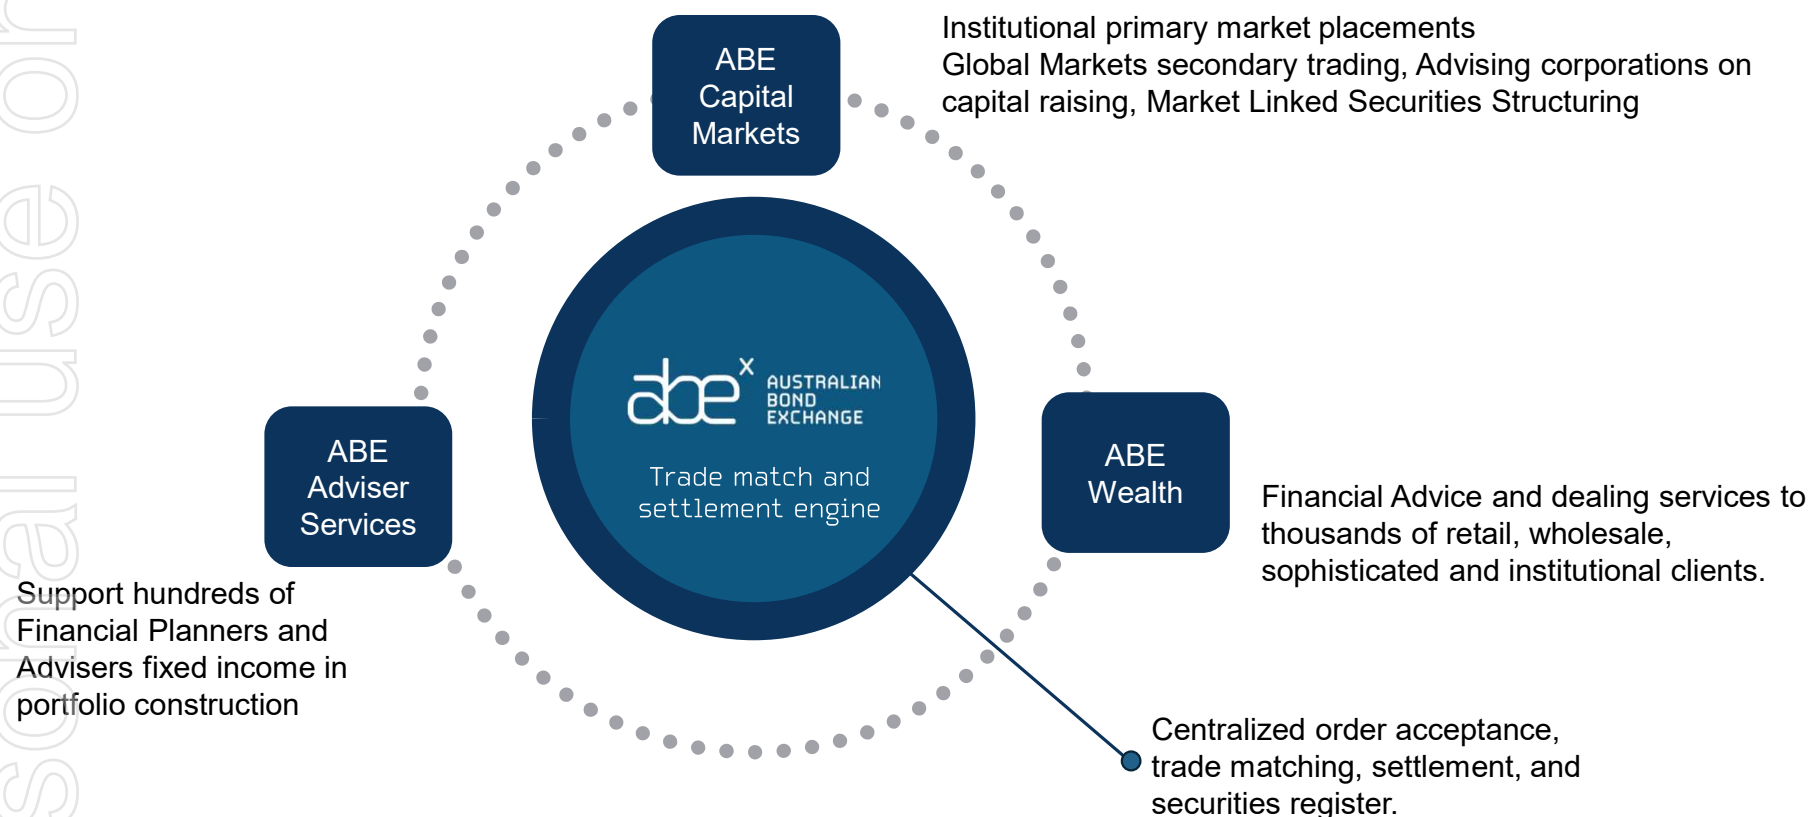 ABE
Capital
Markets
Institutional primary market placements
Global Markets secondary trading, Advising corporations on
capital raising, Market Linked Securities Structuring
abe x
AUSTRALIAN
BOND
EXCHANGE
Trade match and
settlement engine
ABE
Adviser
Services
Support hundreds of
Financial Planners and
Advisers fixed income in
portfolio construction
ABE
Wealth
Financial Advice and dealing services to
thousands of retail, wholesale,
sophisticated and institutional clients.
Centralized order acceptance,
trade matching, settlement, and
securities register.
sonal use on